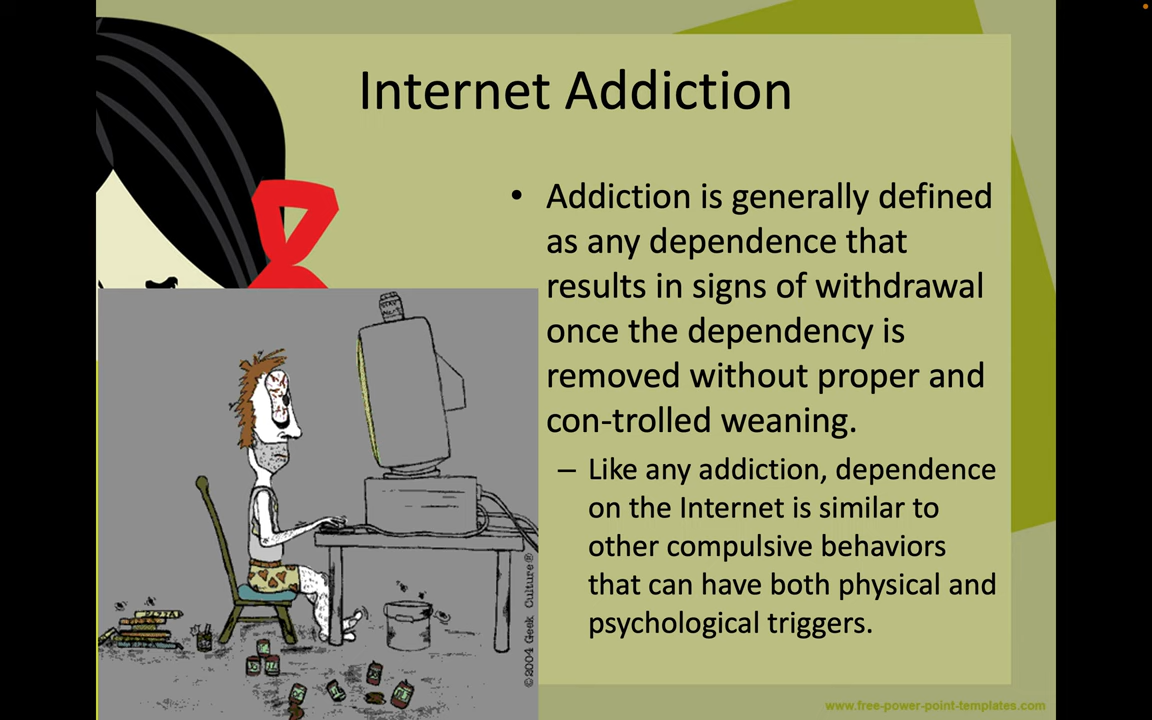 Internet Addiction
• Addiction is generally defined
as any dependence that
results in signs of withdrawal
once the dependency is
removed without proper and
con-trolled weaning.
– Like any addiction, dependence
on the Internet is similar to
other compulsive behaviors
that can have both physical and
psychological triggers.
©2004 Geek Culture®
www.free-power-point-templates.com